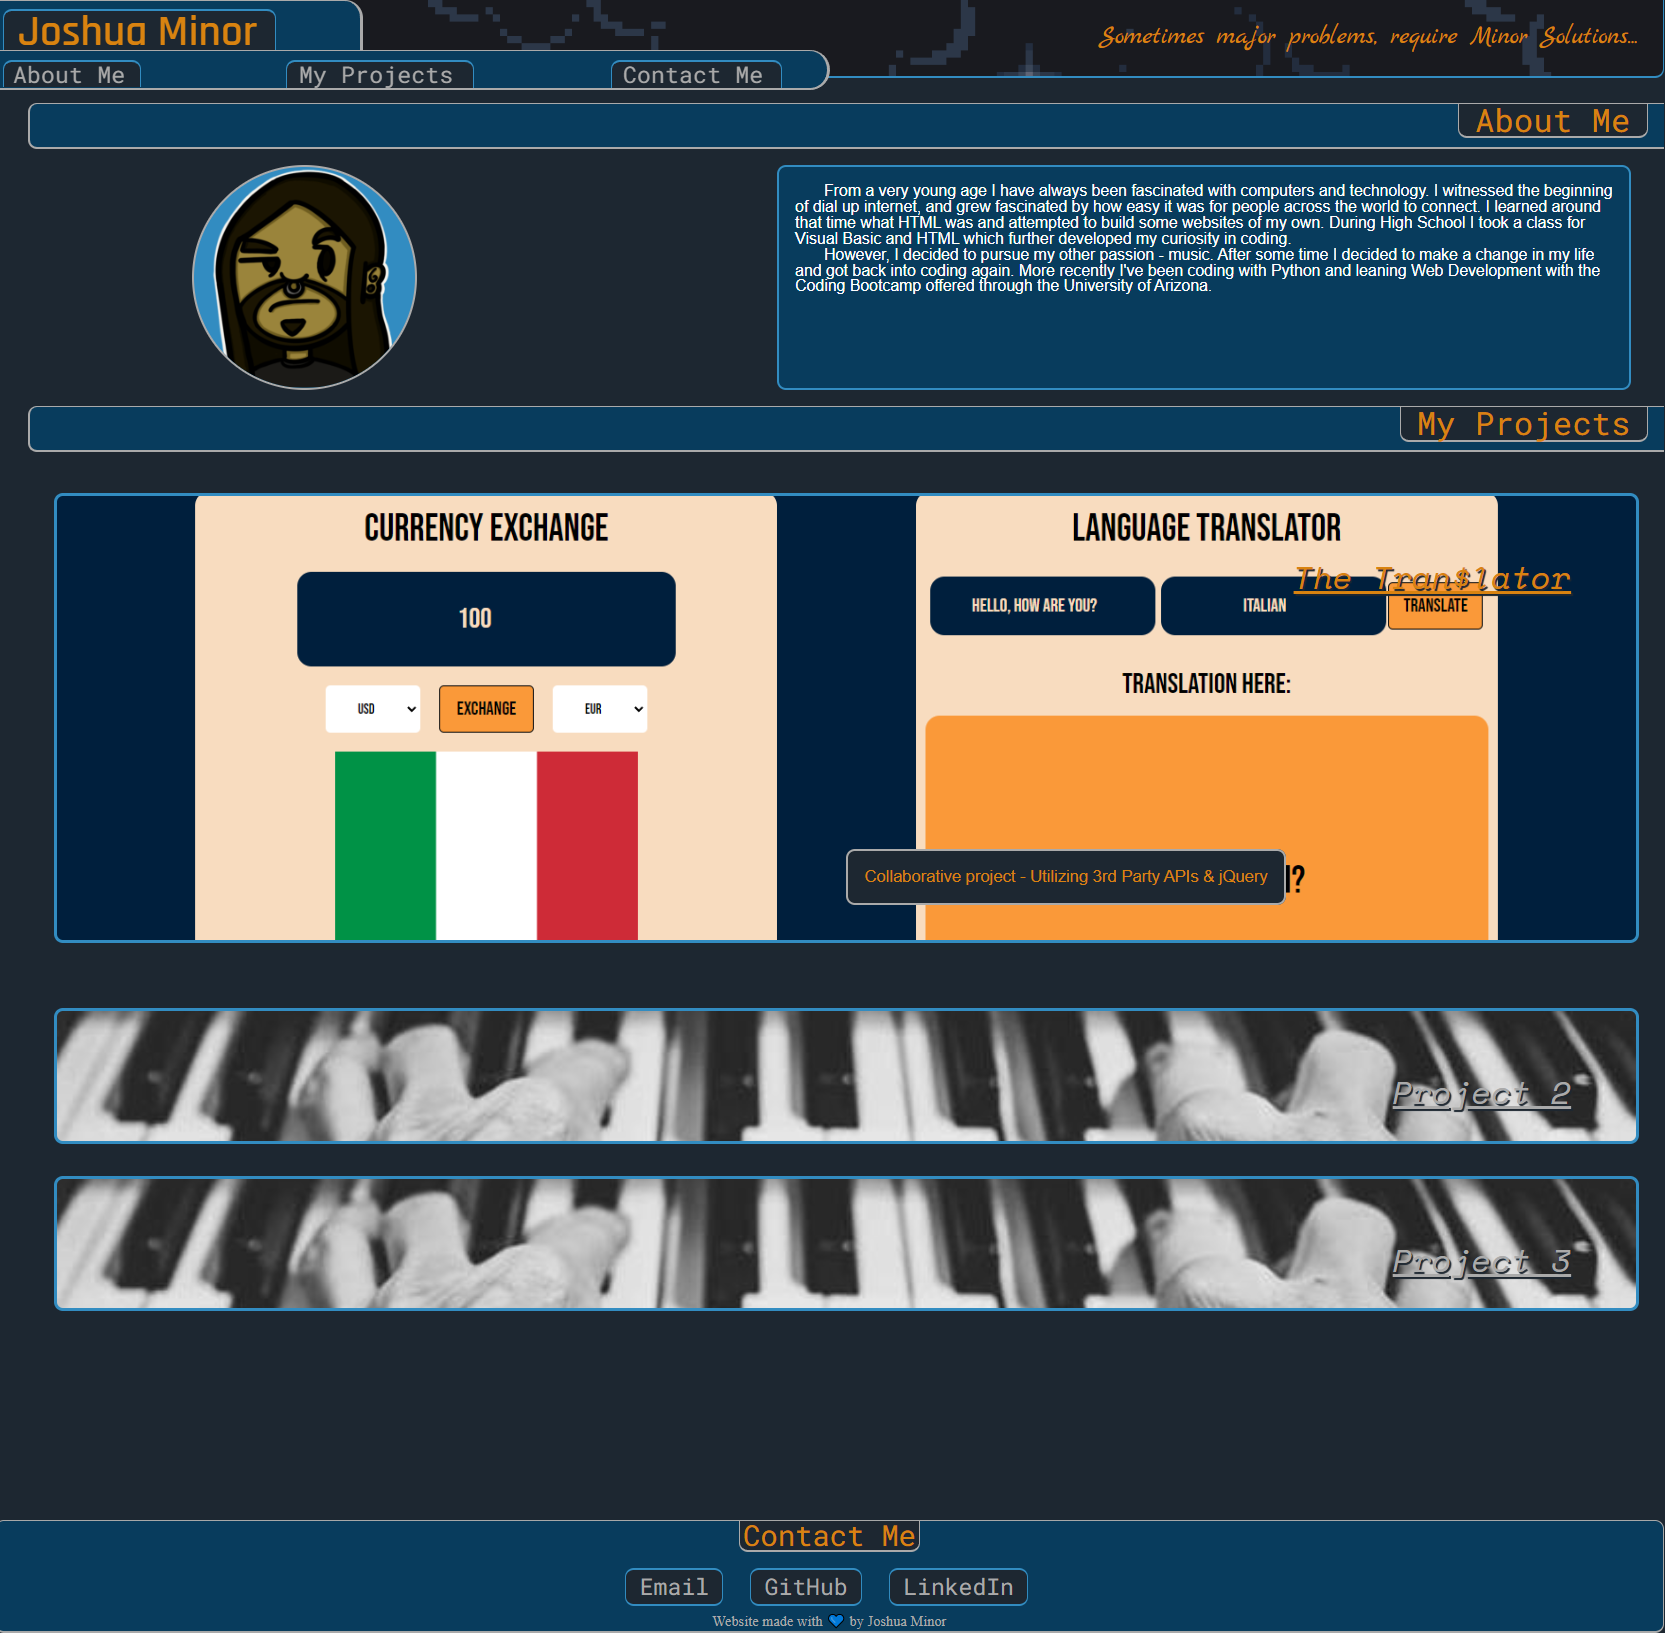 Joshua Minor
Sometimes major problems, require Minor Solutions...
About Me
My Projects
Contact Me
About Me
From a very young age I have always been fascinated with computers and technology. I witnessed the beginning
of dial up internet, and grew fascinated by how easy it was for people across the world to connect. I learned around
that time what HTML was and attempted to build some websites of my own. During High School I took a class for
Visual Basic and HTML which further developed my curiosity in coding.
However, I decided to pursue my other passion - music. After some time I decided to make a change in my life
and got back into coding again. More recently I've been coding with Python and leaning Web Development with the
Coding Bootcamp offered through the University of Arizona.
My Projects
CURRENCY EXCHANGE
100
USD
EXCHANGE
EUR
LANGUAGE TRANSLATOR
The Tran$lator
HELLO, HOW ARE YOU?
ITALIAN
TRANSLATE
TRANSLATION HERE:
Collaborative project - Utilizing 3rd Party APIs & jQuery
Project 2
Project 3
Contact Me
Email
GitHub
LinkedIn
Website made with 💙 by Joshua Minor